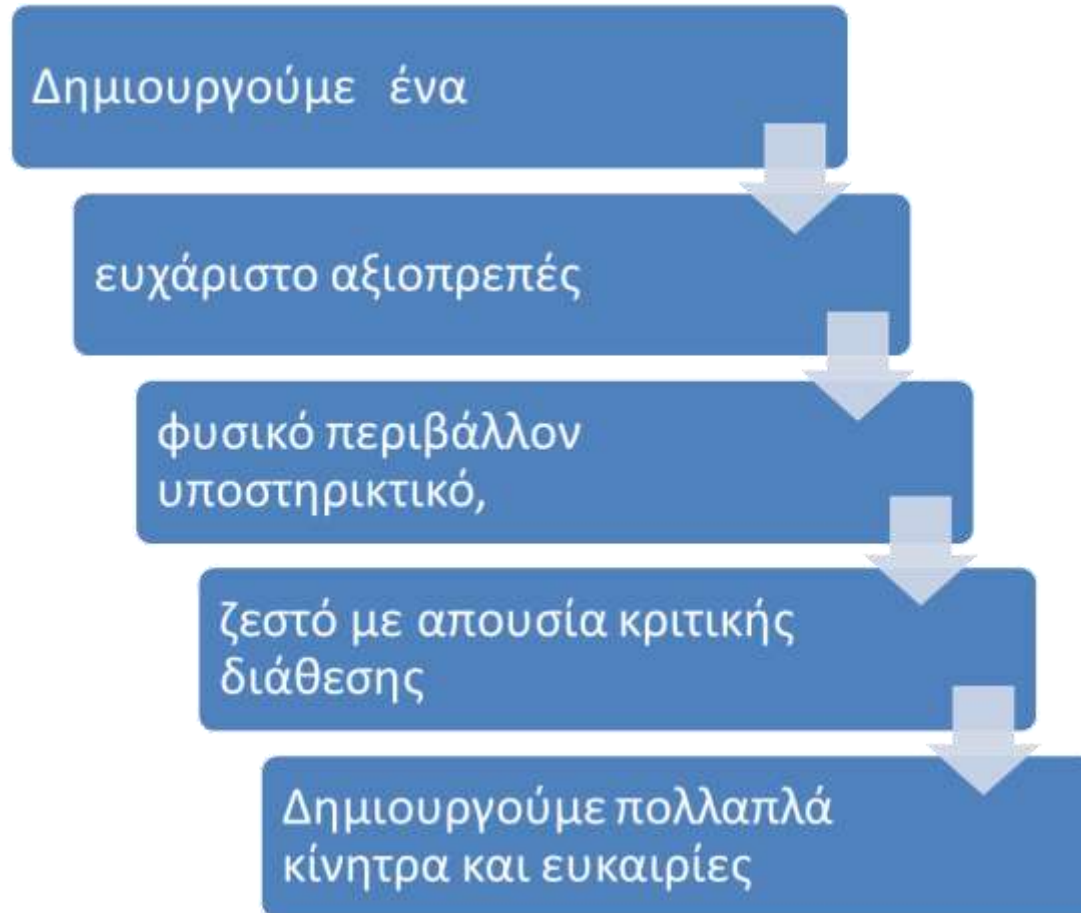 Δημιουργούμε ένα
ευχάριστο αξιοπρεπές
φυσικό περιβάλλον
υποστηρικτικό,
ζεστό με απουσία κριτικής
διάθεσης
Δημιουργούμε πολλαπλά
κίνητρα και ευκαιρίες